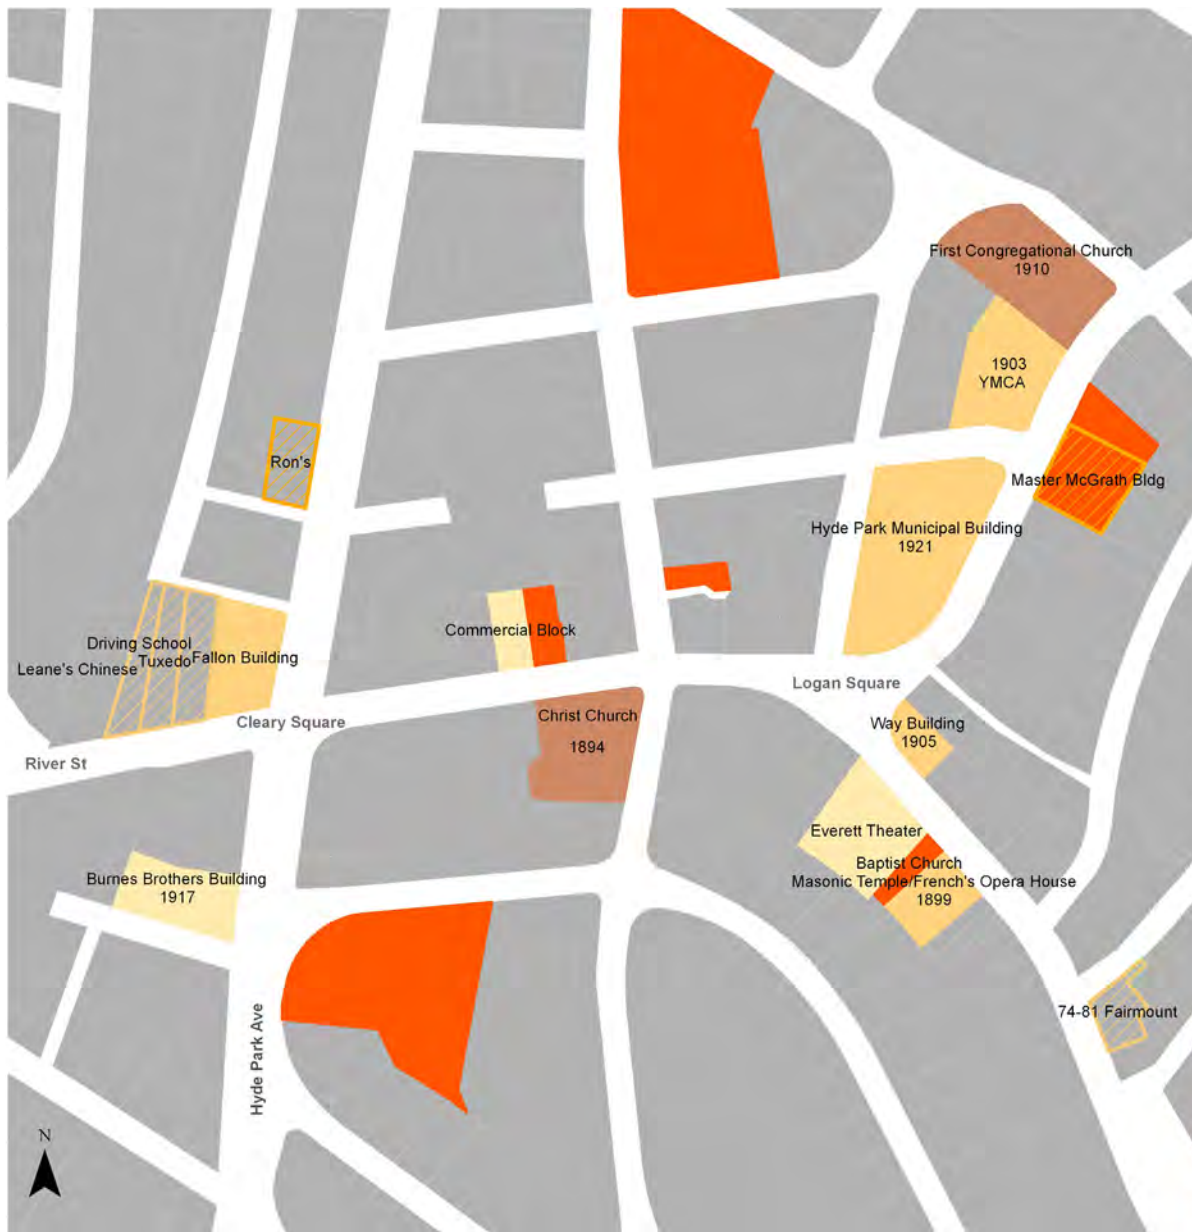 First Congregational Church
1910
1903
YMCA
Ron's
Master McGrath Bldg
Hyde Park Municipal Building
1921
Commercial Block
Driving School
Tuxedo
Fallon Building
Leane's Chinese
Logan Square
Christ Church
1894
Cleary Square
Way Building
1905
River St
Everett Theater
Baptist Church
Masonic Temple/French's Opera House
1899
Burnes Brothers Building
1917
74-81 Fairmount
Hyde Park Ave
N